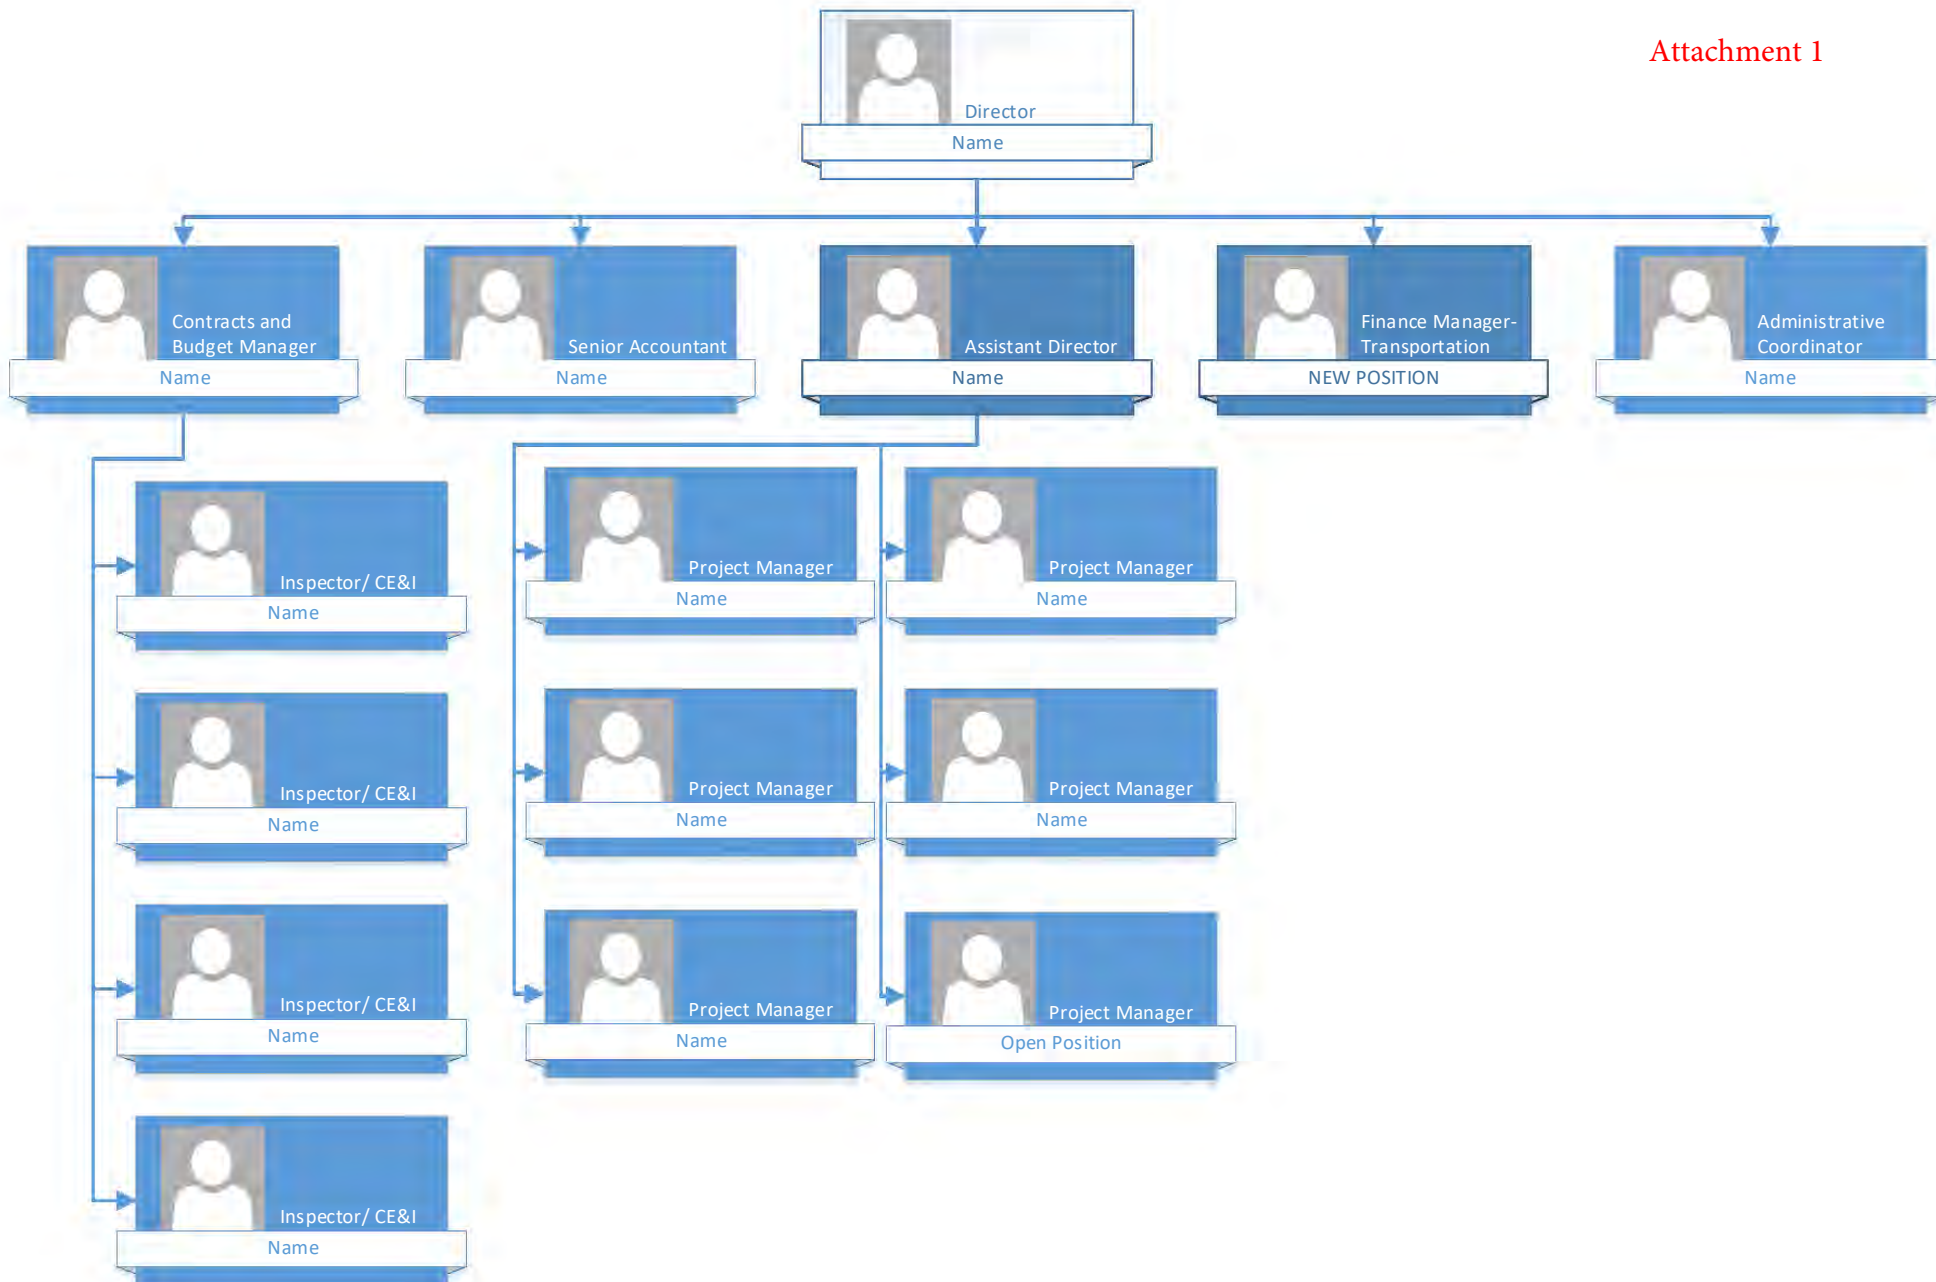 Attachment 1
Director
Name
Contracts and
Budget Manager
Name
Senior Accountant
Name
Assistant Director
Name
Finance Manager-
Transportation
NEW POSITION
Administrative
Coordinator
Name
Inspector/ CE&I
Name
Inspector/ CE&I
Name
Inspector/ CE&I
Name
Inspector/ CE&I
Name
Project Manager
Name
Project Manager
Name
Project Manager
Name
Project Manager
Name
Project Manager
Name
Project Manager
Open Position